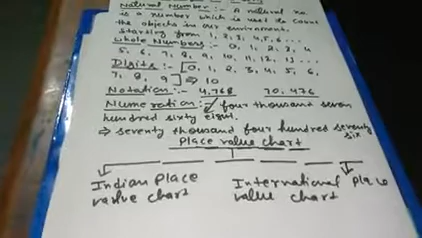 Natural Number :- A natural no
is a number which is used to count
the objects in our environment.
Starting from 1, 2, 3, 4, 5, 6 ...
Whole Numbers :- 0, 1, 2, 3, 4
5, 6, 7, 8, 9, 10, 11, 12, 13 ...
Digits :- [0, 1, 2, 3, 4, 5, 6,
7, 8, 9] ⇒ 10
Notation :- 4,768 70,476
Numeration :- four thousand seven
hundred sixty eight.
⇒ seventy thousand four hundred seventy
six
Place value chart
Indian Place value chart
International place value chart